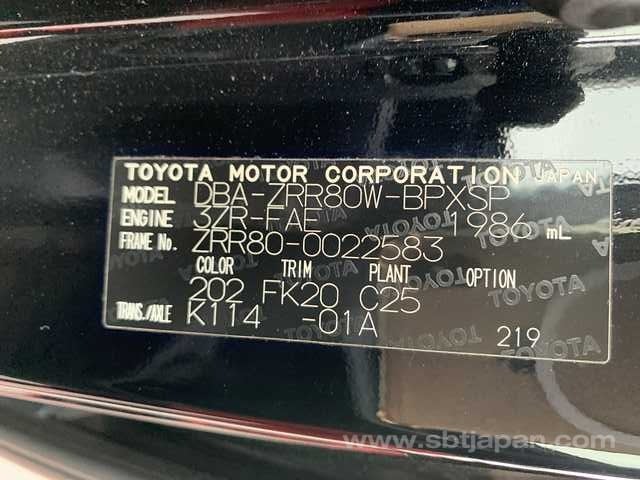 TOYOTA MOTOR CORPORATION JAPAN
MODEL DBA-ZRR80W-BPXSP
ENGINE 3ZR-FAE 1986 mL
FRAME No. ZRR80-0022583
COLOR TRIM PLANT OPTION
202 FK20 C25
TRANS./AXLE K114 -01A
219
www.sbtjapan.com